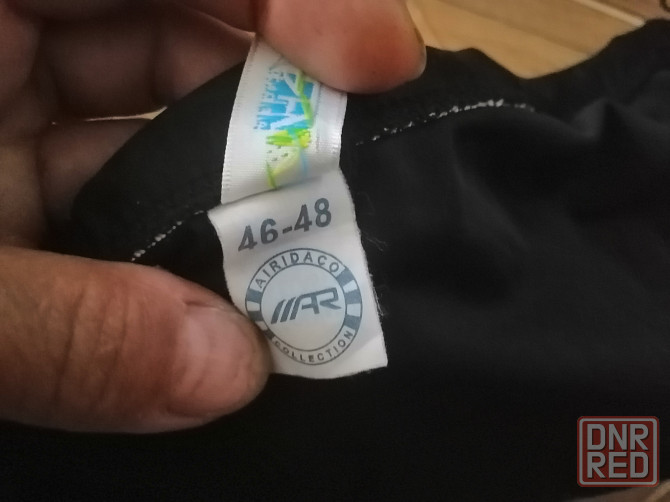 46-48
AIRIDACO
AR
COLLECTION
DNR
RED